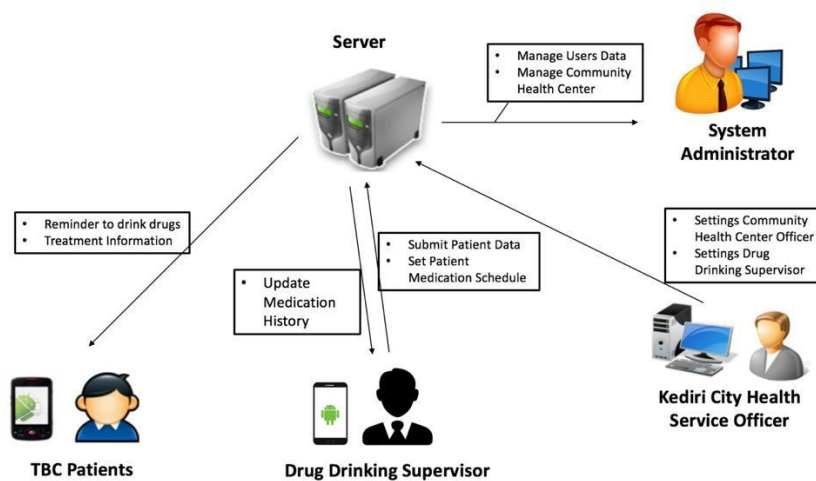 Server
• Manage Users Data
• Manage Community
Health Center
System
Administrator
• Reminder to drink drugs
• Treatment Information
• Update
Medication
History
• Submit Patient Data
• Set Patient
Medication Schedule
• Settings Community
Health Center Officer
• Settings Drug
Drinking Supervisor
TBC Patients
Drug Drinking Supervisor
Kediri City Health
Service Officer